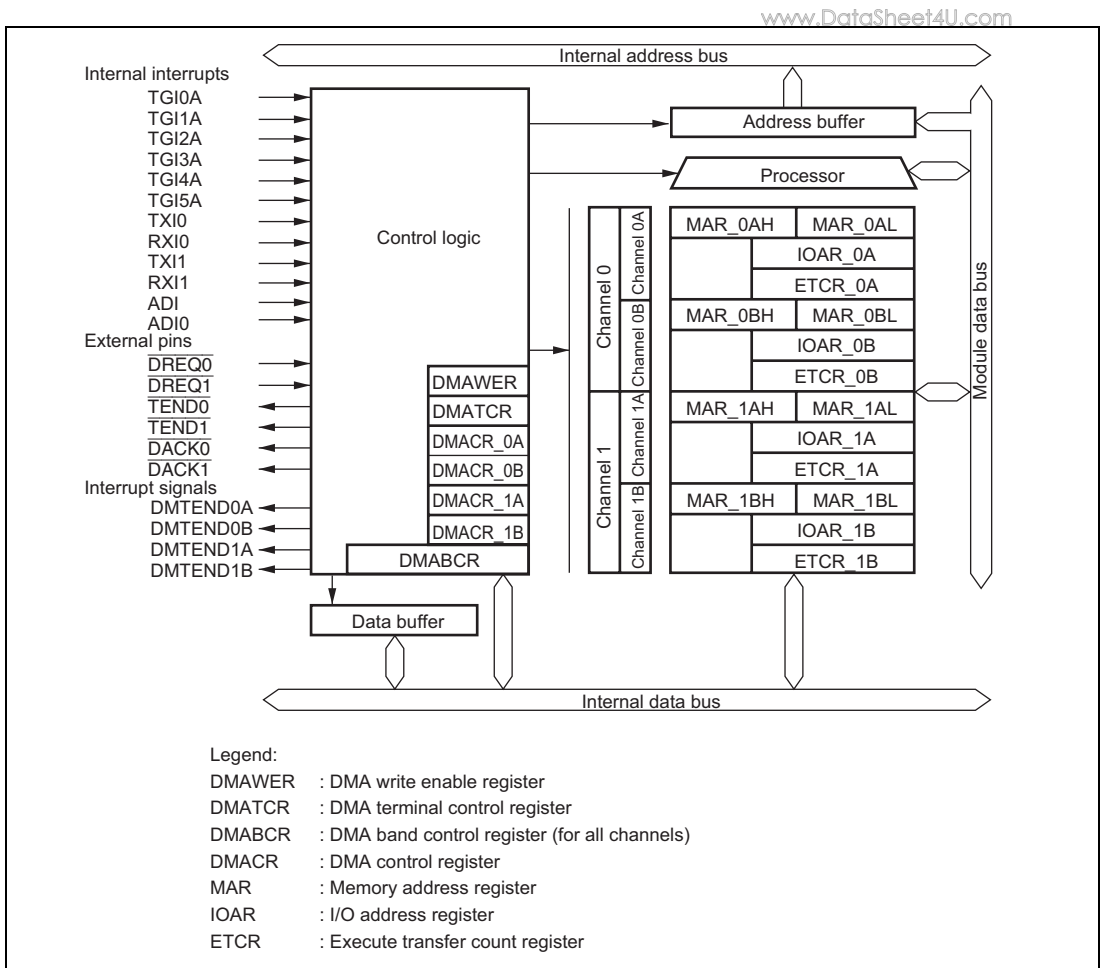 www.DataSheet4U.com
Internal address bus
Internal interrupts
TGI0A
TGI1A
TGI2A
TGI3A
TGI4A
TGI5A
TXI0
RXI0
TXI1
RXI1
ADI
ADI0
External pins
DREQ0
DREQ1
TEND0
TEND1
DACK0
DACK1
Interrupt signals
DMTEND0A
DMTEND0B
DMTEND1A
DMTEND1B
Control logic
DMAWER
DMATCR
DMACR_0A
DMACR_0B
DMACR_1A
DMACR_1B
DMABCR
Data buffer
Address buffer
Processor
Channel 0
Channel 0A
Channel 0B
Channel 1
Channel 1A
Channel 1B
MAR_0AH MAR_0AL
IOAR_0A
ETCR_0A
MAR_0BH MAR_0BL
IOAR_0B
ETCR_0B
MAR_1AH MAR_1AL
IOAR_1A
ETCR_1A
MAR_1BH MAR_1BL
IOAR_1B
ETCR_1B
Module data bus
Internal data bus
Legend:
DMAWER : DMA write enable register
DMATCR : DMA terminal control register
DMABCR : DMA band control register (for all channels)
DMACR : DMA control register
MAR : Memory address register
IOAR : I/O address register
ETCR : Execute transfer count register